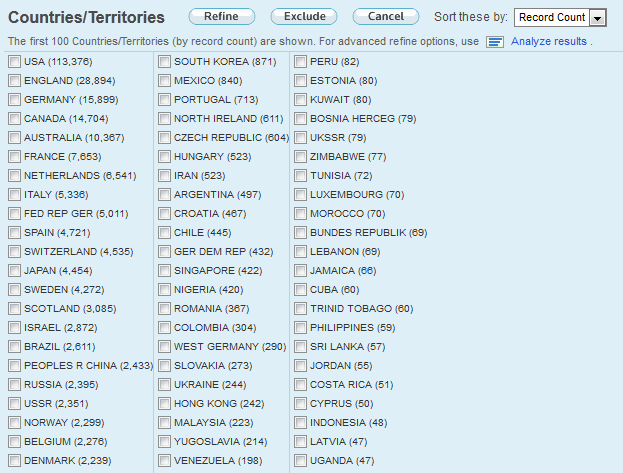 Countries/Territories Refine Exclude Cancel Sort these by: Record Count
The first 100 Countries/Territories (by record count) are shown. For advanced refine options, use Analyze results .
USA (113,376)
ENGLAND (28,894)
GERMANY (15,899)
CANADA (14,704)
AUSTRALIA (10,367)
FRANCE (7,653)
NETHERLANDS (6,541)
ITALY (5,336)
FED REP GER (5,011)
SPAIN (4,721)
SWITZERLAND (4,535)
JAPAN (4,454)
SWEDEN (4,272)
SCOTLAND (3,085)
ISRAEL (2,872)
BRAZIL (2,611)
PEOPLES R CHINA (2,433)
RUSSIA (2,395)
USSR (2,351)
NORWAY (2,299)
BELGIUM (2,276)
DENMARK (2,239)
SOUTH KOREA (871)
MEXICO (840)
PORTUGAL (713)
NORTH IRELAND (611)
CZECH REPUBLIC (604)
HUNGARY (523)
IRAN (523)
ARGENTINA (497)
CROATIA (467)
CHILE (445)
GER DEM REP (432)
SINGAPORE (422)
NIGERIA (420)
ROMANIA (367)
COLOMBIA (304)
WEST GERMANY (290)
SLOVAKIA (273)
UKRAINE (244)
HONG KONG (242)
MALAYSIA (223)
YUGOSLAVIA (214)
VENEZUELA (198)
PERU (82)
ESTONIA (80)
KUWAIT (80)
BOSNIA HERCEG (79)
UKSSR (79)
ZIMBABWE (77)
TUNISIA (72)
LUXEMBOURG (70)
MOROCCO (70)
BUNDES REPUBLIK (69)
LEBANON (69)
JAMAICA (66)
CUBA (60)
TRINID TOBAGO (60)
PHILIPPINES (59)
SRI LANKA (57)
JORDAN (55)
COSTA RICA (51)
CYPRUS (50)
INDONESIA (48)
LATVIA (47)
UGANDA (47)